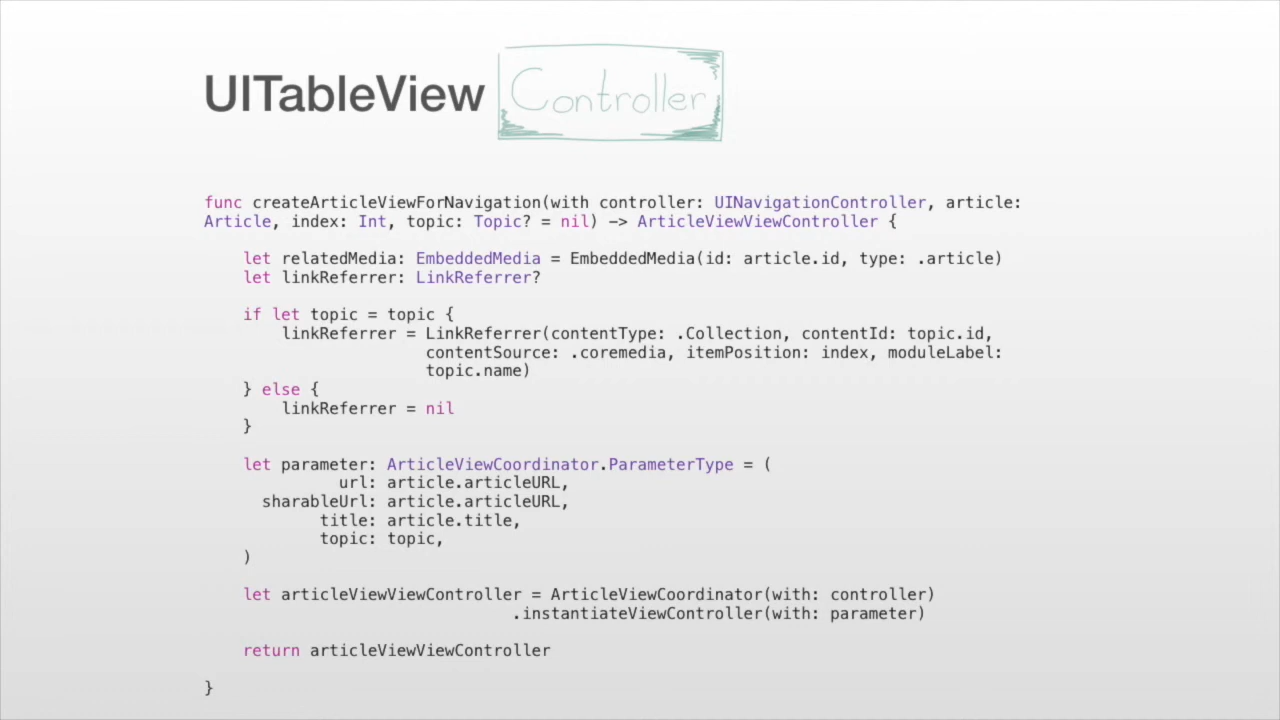 UITableView Controller
func createArticleViewForNavigation(with controller: UINavigationController, article:
Article, index: Int, topic: Topic? = nil) -> ArticleViewViewController {
let relatedMedia: EmbeddedMedia = EmbeddedMedia(id: article.id, type: .article)
let linkReferrer: LinkReferrer?
if let topic = topic {
linkReferrer = LinkReferrer(contentType: .Collection, contentId: topic.id,
contentSource: .coremedia, itemPosition: index, moduleLabel:
topic.name)
} else {
linkReferrer = nil
}
let parameter: ArticleViewCoordinator.ParameterType = (
url: article.articleURL,
sharableUrl: article.articleURL,
title: article.title,
topic: topic,
)
let articleViewViewController = ArticleViewCoordinator(with: controller)
.instantiateViewController(with: parameter)
return articleViewViewController
}